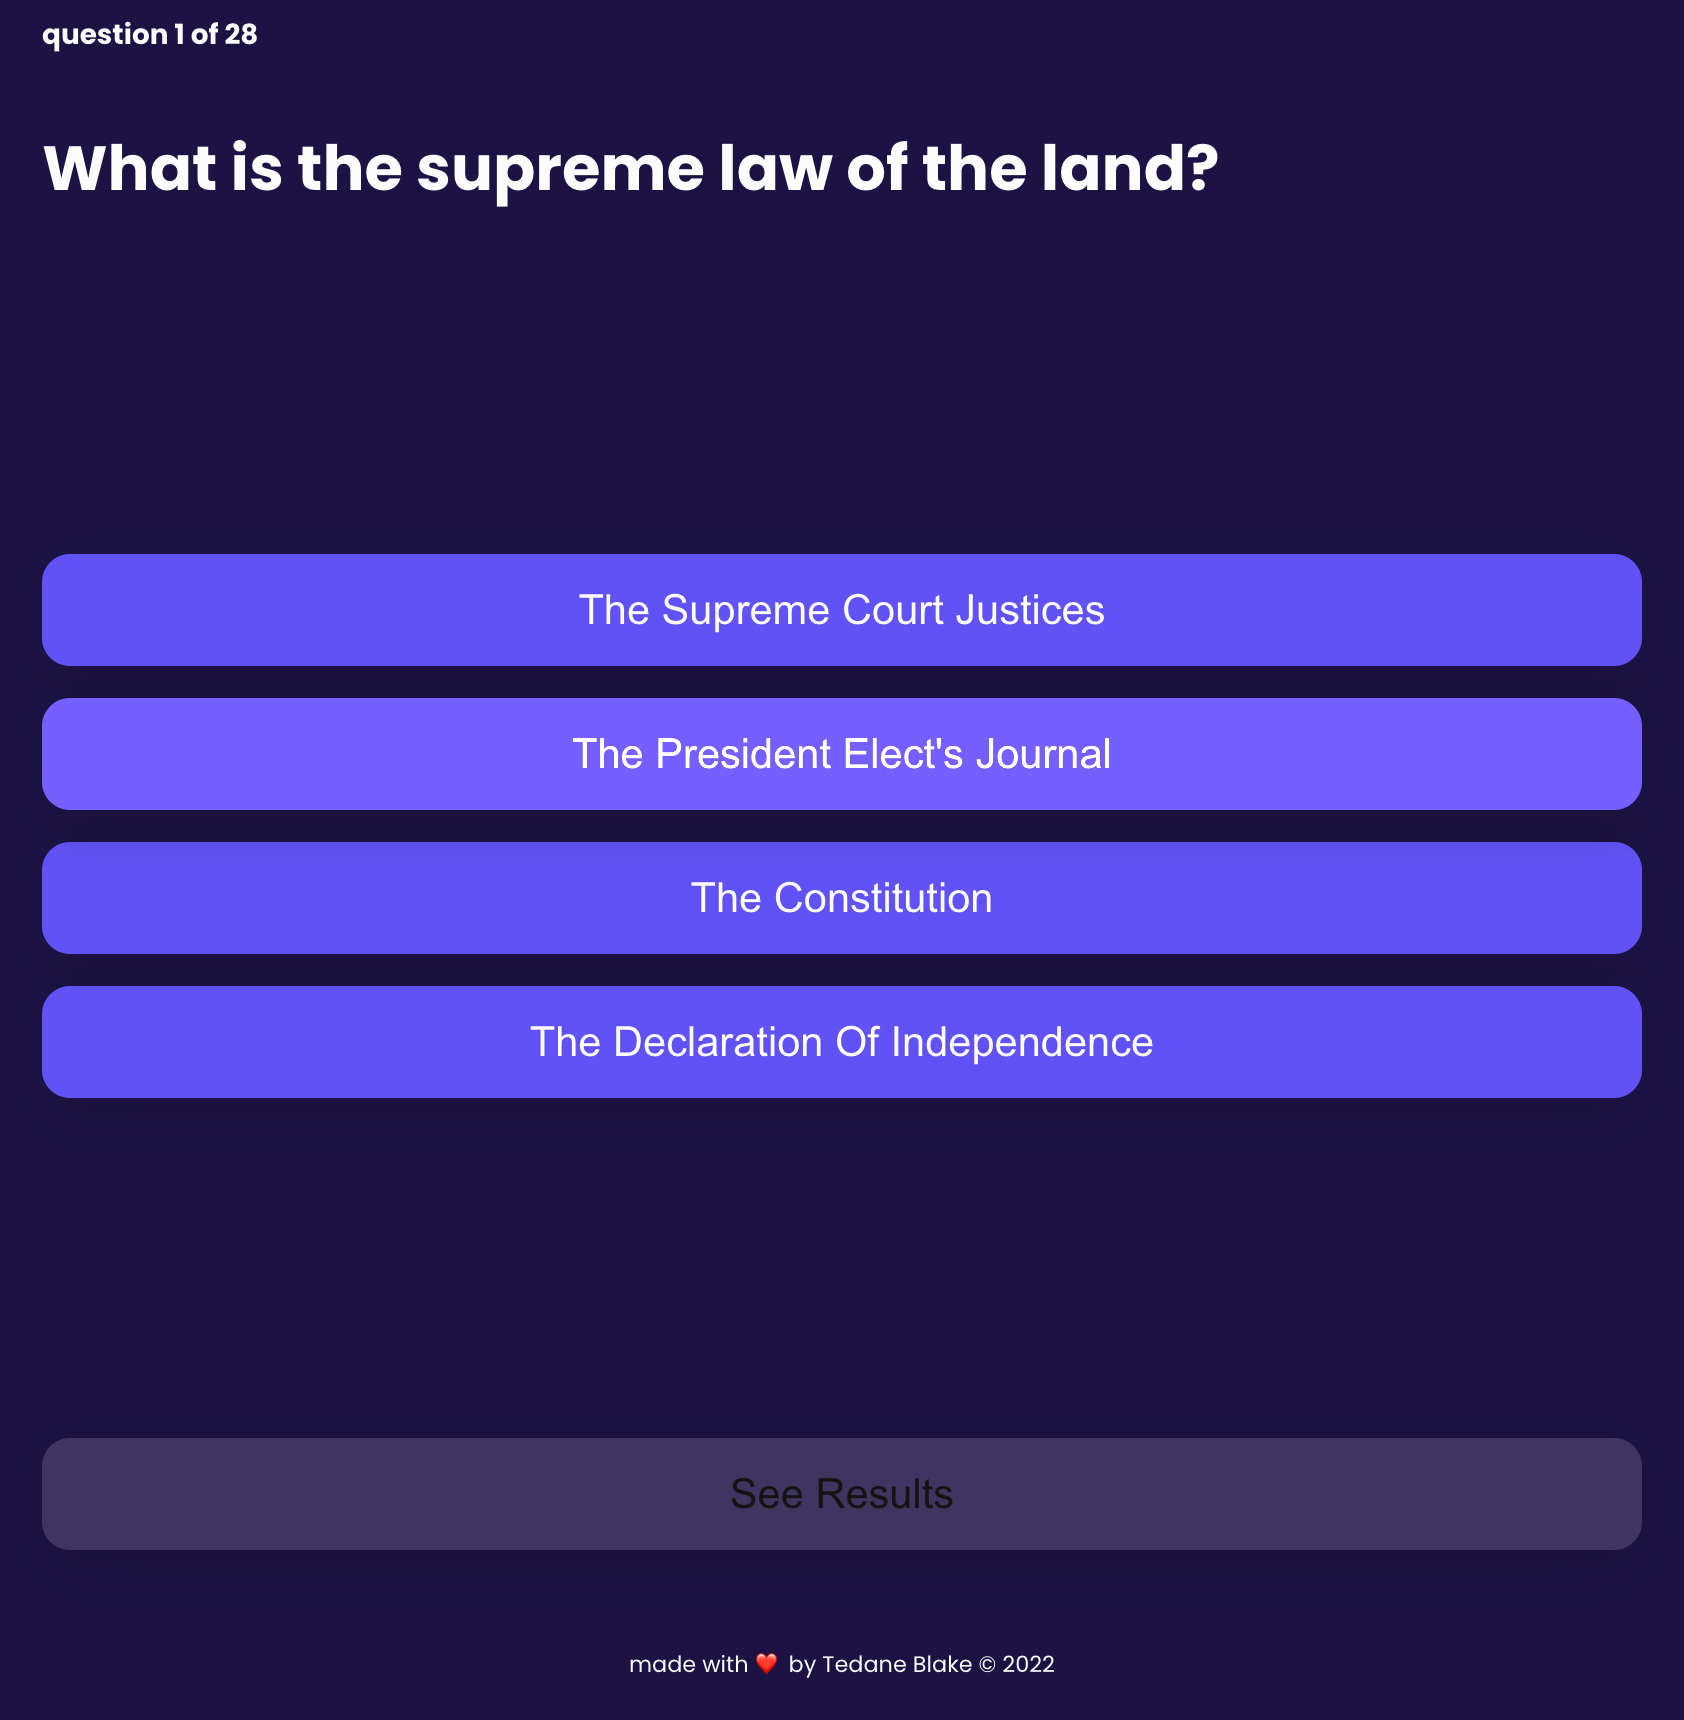 question 1 of 28
What is the supreme law of the land?
The Supreme Court Justices
The President Elect's Journal
The Constitution
The Declaration Of Independence
See Results
made with ❤️ by Tedane Blake © 2022